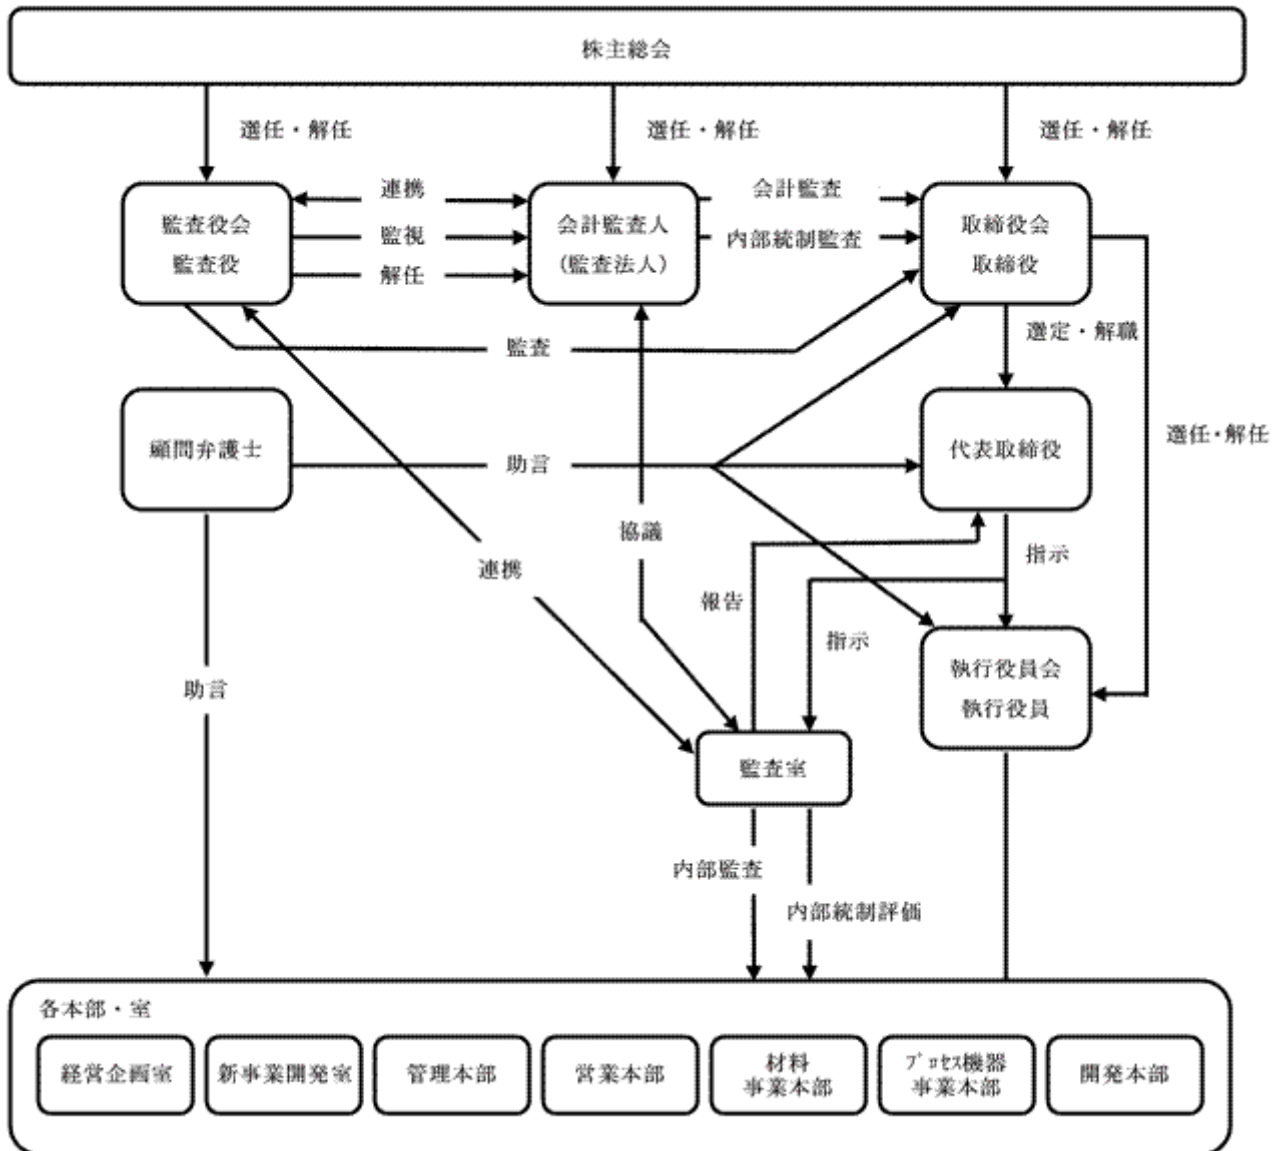 株主総会
選任・解任
選任・解任
選任・解任
監査役会
監査役
連携
監視
解任
会計監査人
(監査法人)
会計監査
内部統制監査
取締役会
取締役
監査
選定・解職
顧問弁護士
助言
代表取締役
選任・解任
協議
連携
報告
指示
指示
執行役員会
執行役員
助言
監査室
内部監査
内部統制評価
各本部・室
経営企画室
新事業開発室
管理本部
営業本部
材料
事業本部
ﾌﾟﾛｾｽ機器
事業本部
開発本部